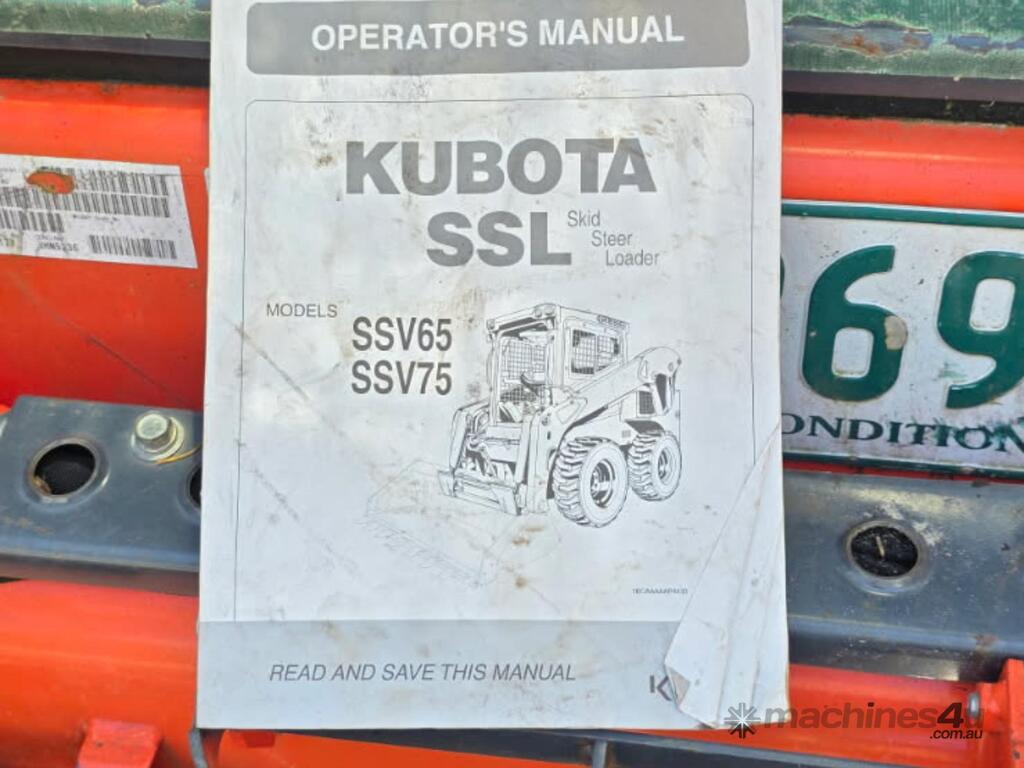 OPERATOR'S MANUAL
KUBOTA
SSL
Skid
Steer
Loader
MODELS
SSV65
SSV75
READ AND SAVE THIS MANUAL
K
69
ONDITION
machines4u
.com.au